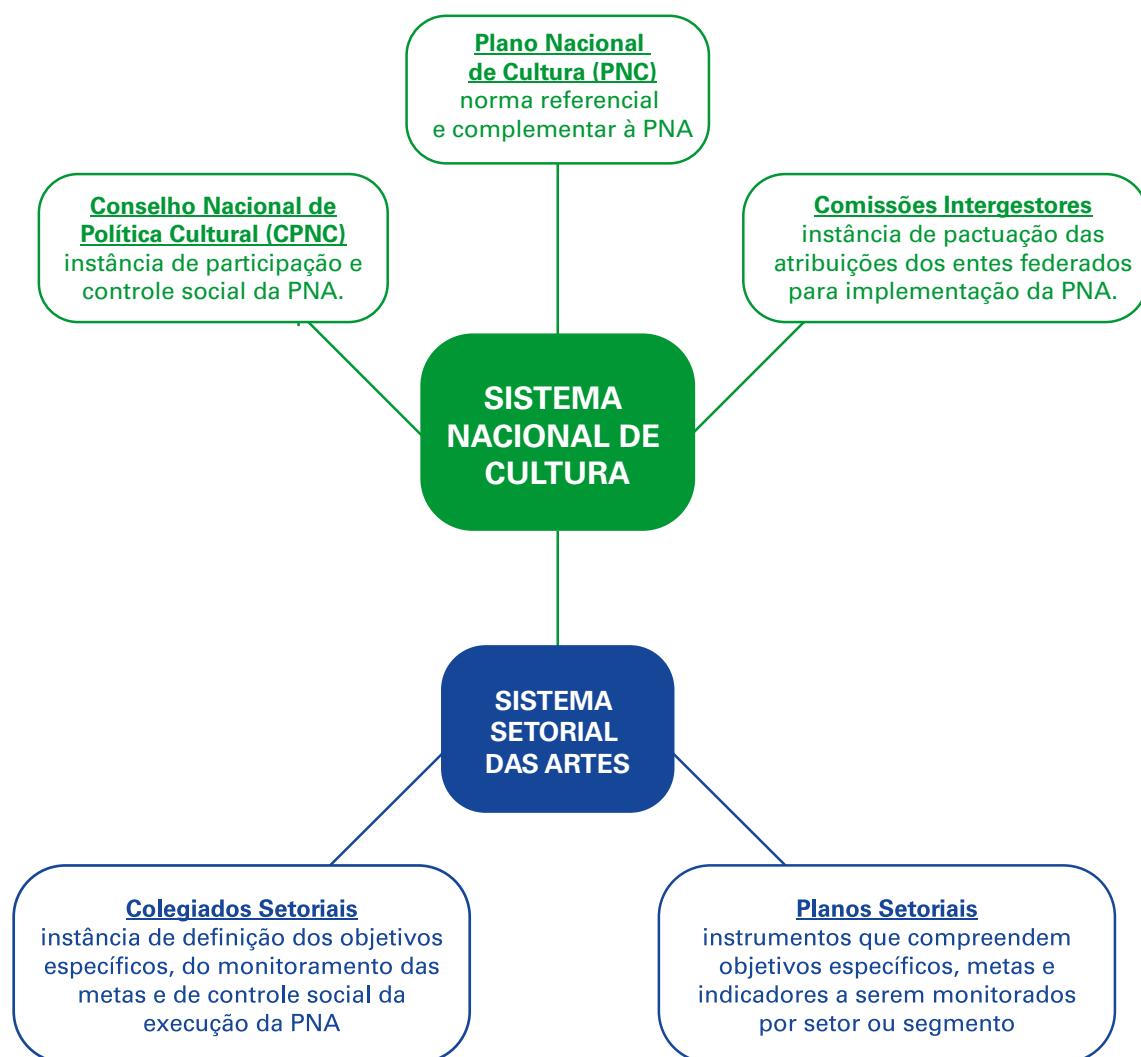 Plano Nacional
de Cultura (PNC)
norma referencial
e complementar à PNA
Conselho Nacional de
Política Cultural (CPNC)
instância de participação e
controle social da PNA.
Comissões Intergestores
instância de pactuação das
atribuições dos entes federados
para implementação da PNA.
SISTEMA
NACIONAL DE
CULTURA
SISTEMA
SETORIAL
DAS ARTES
Colegiados Setoriais
instância de definição dos objetivos
específicos, do monitoramento das
metas e de controle social da
execução da PNA
Planos Setoriais
instrumentos que compreendem
objetivos específicos, metas e
indicadores a serem monitorados
por setor ou segmento